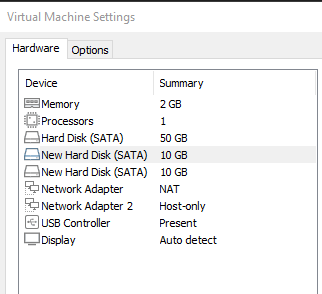 Virtual Machine Settings
Hardware Options
Device Summary
Memory 2 GB
Processors 1
Hard Disk (SATA) 50 GB
New Hard Disk (SATA) 10 GB
New Hard Disk (SATA) 10 GB
Network Adapter NAT
Network Adapter 2 Host-only
USB Controller Present
Display Auto detect